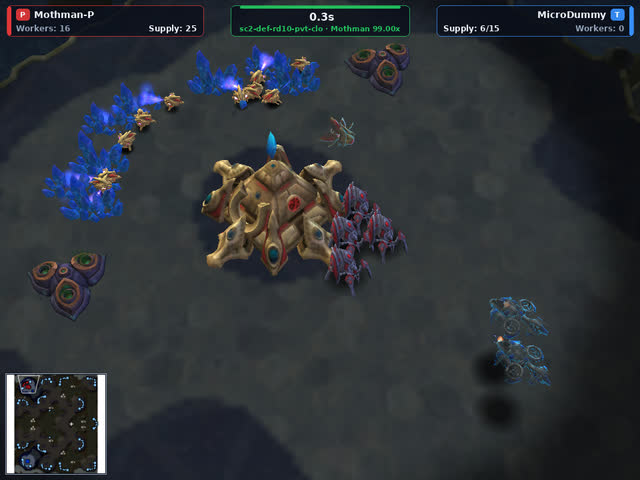 P Mothman-P
Workers: 16 Supply: 25
0.3s
sc2-def-rd10-pvt-clo · Mothman 99.00x
MicroDummy T
Supply: 6/15 Workers: 0